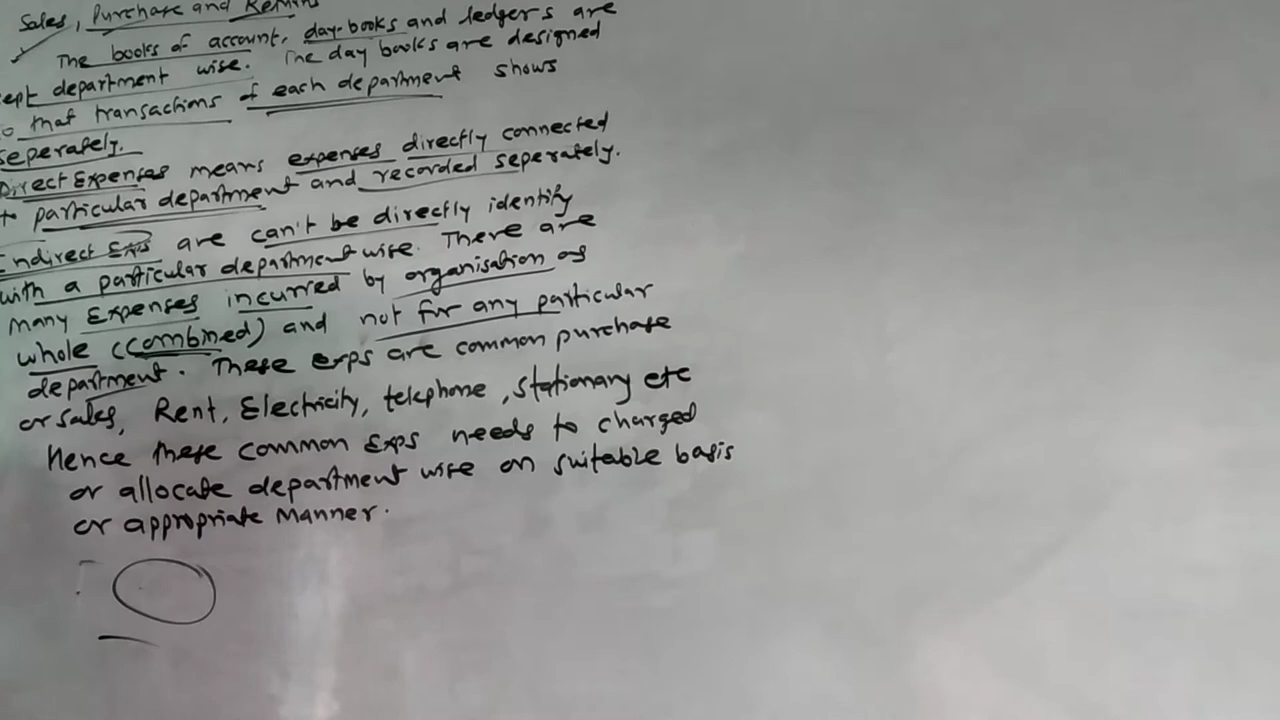 Sales, Purchase and Returns
The books of account, day-books and ledgers are
ept department wise. The day books are designed
o that transactions of each department shows
seperately.
Direct Expenses means expenses directly connected
to particular department and recorded seperately.
Indirect Exps are can't be directly identify
with a particular department wise. There are
many Expenses incurred by organisation as
whole (combined) and not for any particular
department. These exps are common purchase
or sales, Rent, Electricity, telephone, stationary etc
Hence these common Exps needs to charged
or allocate department wise on suitable basis
or appropriate manner.